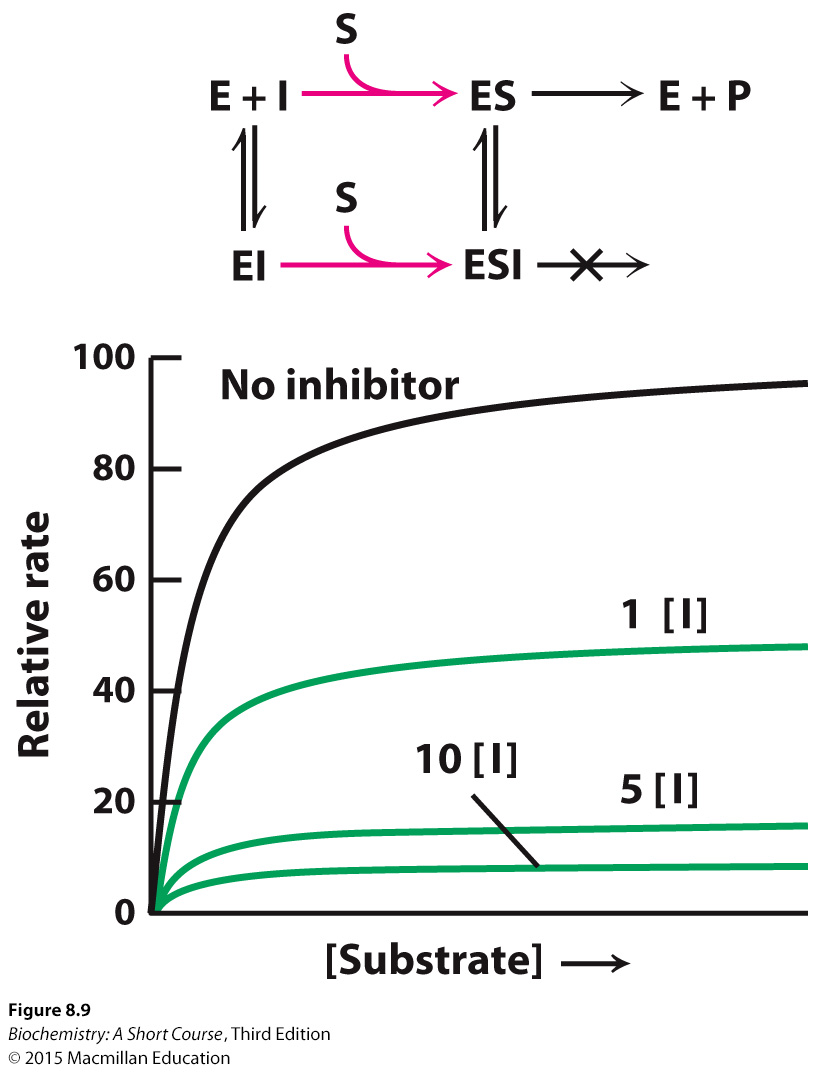 S
E + I ES E + P
S
EI ESI
100
No inhibitor
80
60
1 [I]
40
10 [I]
5 [I]
20
0
Relative rate
[Substrate]
Figure 8.9
Biochemistry: A Short Course, Third Edition
© 2015 Macmillan Education